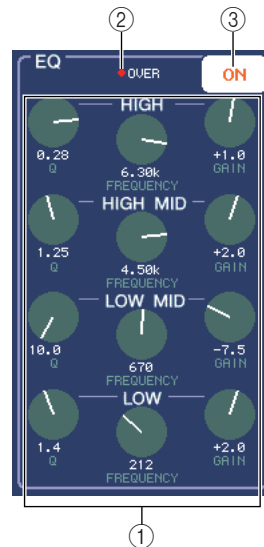 ② ③
EQ OVER ON
HIGH
0.28 6.30k +1.0
Q FREQUENCY GAIN
HIGH MID
1.25 4.50k +2.0
Q FREQUENCY GAIN
LOW MID
10.0 670 -7.5
Q FREQUENCY GAIN
LOW
1.4 212 +2.0
Q FREQUENCY GAIN
①